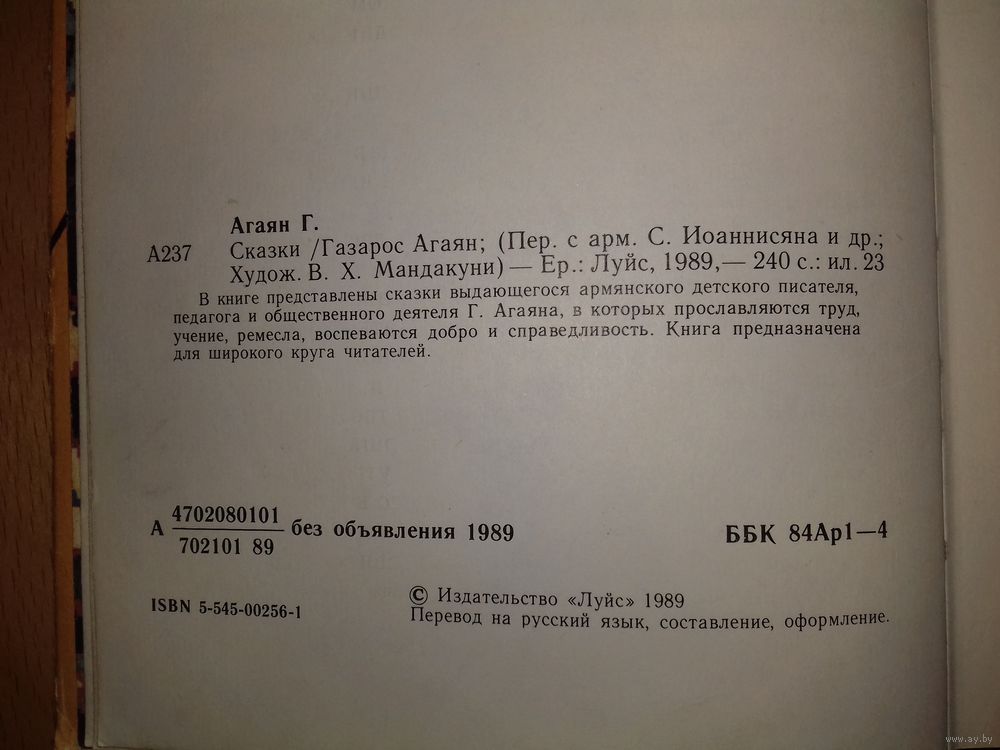 Агаян Г.
А237 Сказки /Газарос Агаян; (Пер. с арм. С. Иоаннисяна и др.;
Худож. В. Х. Мандакуни) — Ер.: Луйс, 1989,— 240 с.: ил. 23
В книге представлены сказки выдающегося армянского детского писателя,
педагога и общественного деятеля Г. Агаяна, в которых прославляются труд,
учение, ремесла, воспеваются добро и справедливость. Книга предназначена
для широкого круга читателей.
4702080101
А без объявления 1989 ББК 84Ар1—4
702101 89
ISBN 5-545-00256-1
© Издательство «Луйс» 1989
Перевод на русский язык, составление, оформление.
www.ay.by